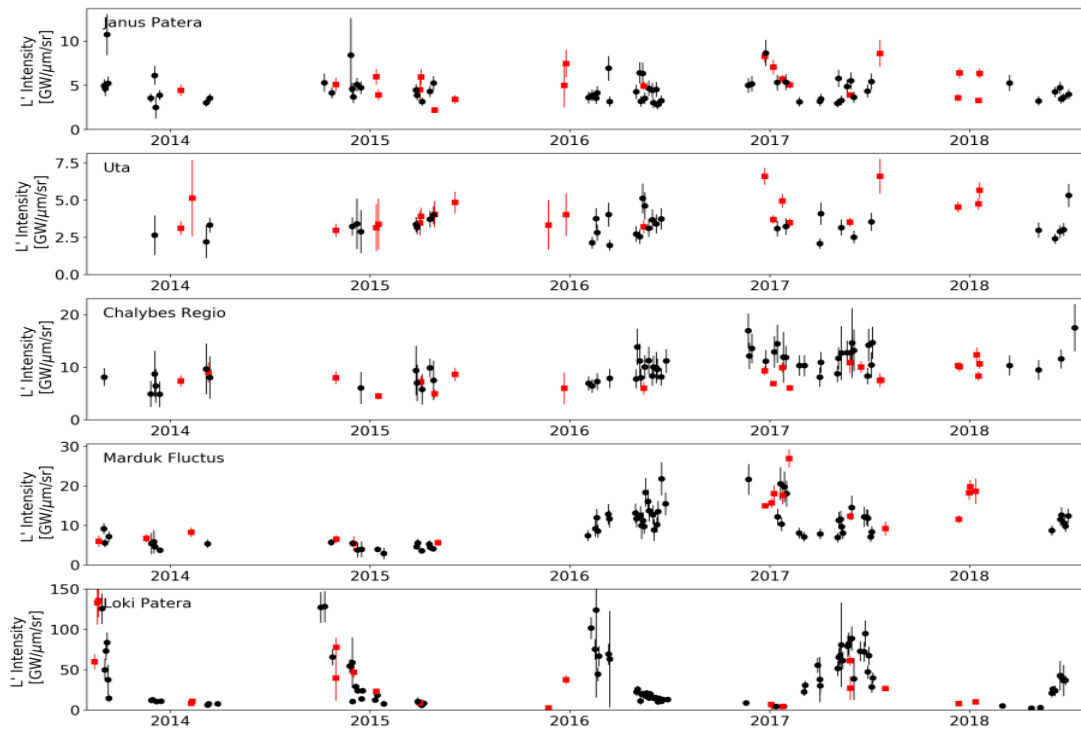 Janus Patera
L' Intensity
[GW/μm/sr]
10
5
0
2014 2015 2016 2017 2018
Uta
L' Intensity
[GW/μm/sr]
7.5
5.0
2.5
0.0
2014 2015 2016 2017 2018
Chalybes Regio
L' Intensity
[GW/μm/sr]
20
15
10
5
0
2014 2015 2016 2017 2018
Marduk Fluctus
L' Intensity
[GW/μm/sr]
30
20
10
0
2014 2015 2016 2017 2018
Loki Patera
L' Intensity
[GW/μm/sr]
150
100
50
0
2014 2015 2016 2017 2018